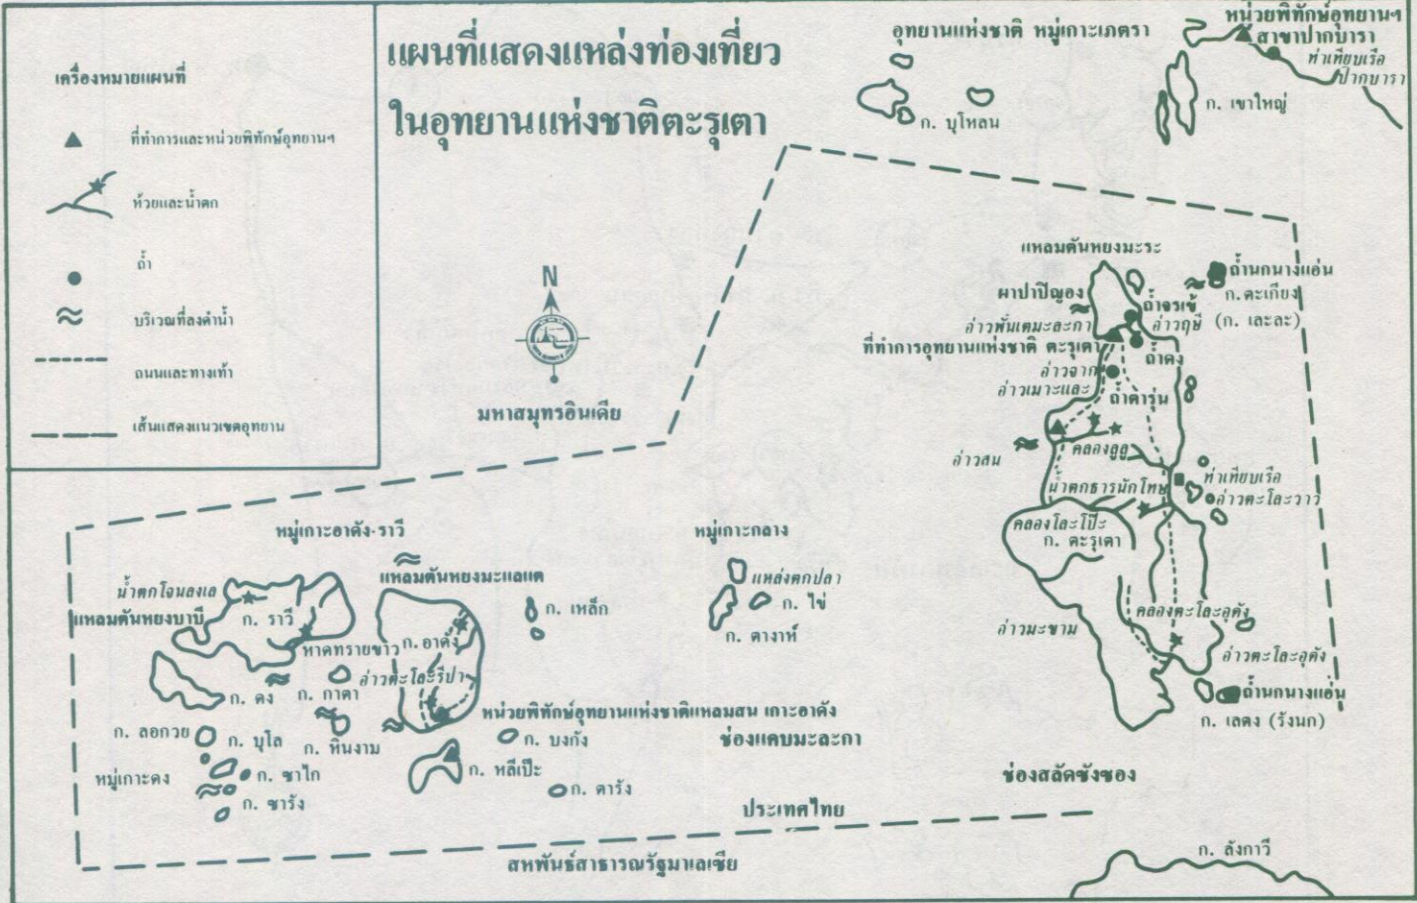 แผนที่แสดงแหล่งท่องเที่ยว
ในอุทยานแห่งชาติตะรุเตา
เครื่องหมายแผนที่
ที่ทำการและหน่วยพิทักษ์อุทยานฯ
ห้วยและน้ำตก
ถ้ำ
บริเวณที่ลงดำน้ำ
ถนนและทางเท้า
เส้นแสดงแนวเขตอุทยาน
N
มหาสมุทรอินเดีย
อุทยานแห่งชาติ หมู่เกาะเภตรา
ก. บุโหลน
หน่วยพิทักษ์อุทยานฯ
สาขาปากบารา
ท่าเทียบเรือ
ปากบารา
ก. เขาใหญ่
แหลมตันหยงมะระ
ถ้ำนกนางแอ่น
ก.ตะเกียง
(ก. เละละ)
ผาปาปิญอง
ถ้ำจรเข้
อ่าวพันเตมะละกา
อ่าวฤษี
ที่ทำการอุทยานแห่งชาติ ตะรุเตา
ถ้ำดง
อ่าวจาก
อ่าวเมาะและ
ถ้ำดารุ่น
อ่าวสน
คลองลูลู
น้ำตกธารนักโทษ
ท่าเทียบเรือ
อ่าวตะโละวาว
คลองโละโป๊ะ
ก. ตะรุเตา
คลองตะโละอุดัง
อ่าวมะขาม
อ่าวตะโละอุดัง
ถ้ำนกนางแอ่น
ก. เลตง (รังนก)
หมู่เกาะอาดัง-ราวี
หมู่เกาะกลาง
น้ำตกโจนลงเล
แหลมตันหยงมะแลแต
แหล่งตกปลา
แหลมตันหยงบาบี
ก. ราวี
ก. เหล็ก
ก. ไข่
ก. ตางาห์
หาดทรายขาว
ก. อาดัง
อ่าวตะโละรีปา
ก. ดง
ก. กาตา
หน่วยพิทักษ์อุทยานแห่งชาติแหลมสน เกาะอาดัง
ก. ลอกวย
ก. บุโล
ก. หินงาม
ก. บงกัง
ช่องแคบมะละกา
หมู่เกาะดง
ก. ซาไก
ก. หลีเป๊ะ
ก. ซารัง
ก. ตารัง
ช่องสลัดซังซอง
ประเทศไทย
สหพันธ์สาธารณรัฐมาเลเซีย
ก. ลังกาวี